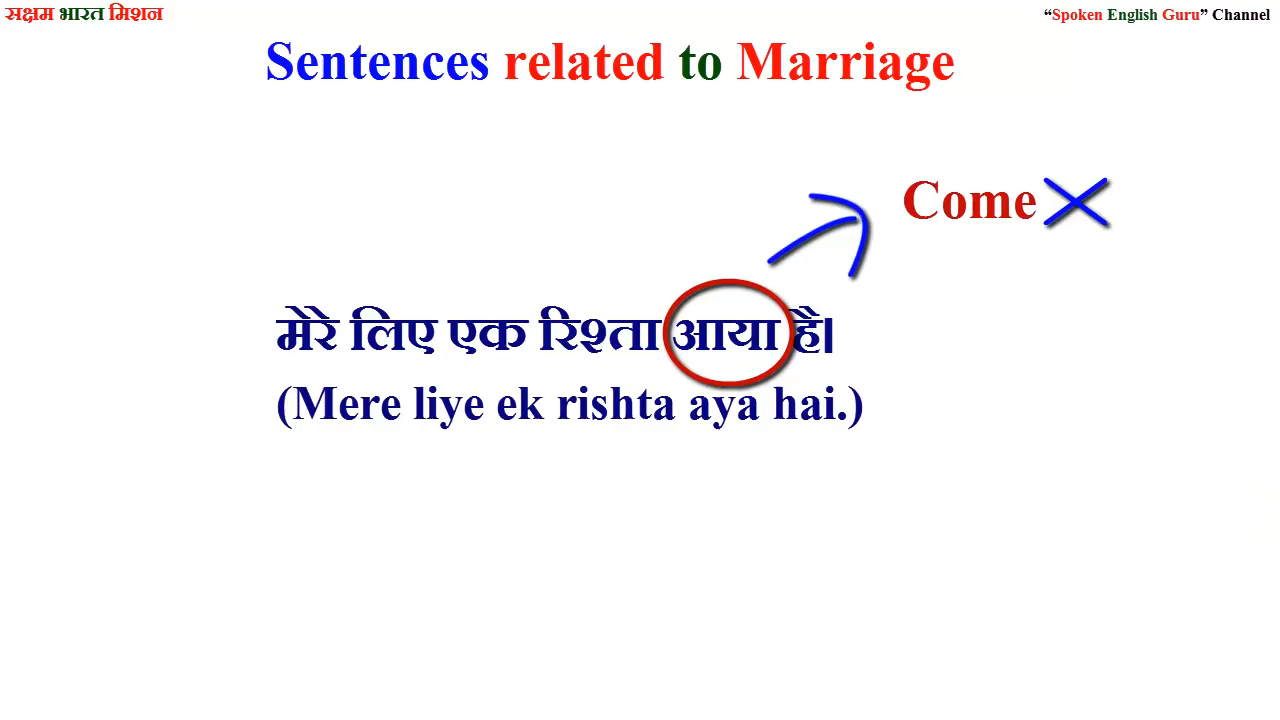 सक्षम भारत मिशन
“Spoken English Guru” Channel
Sentences related to Marriage
Come
मेरे लिए एक रिश्ता आया है।
(Mere liye ek rishta aya hai.)